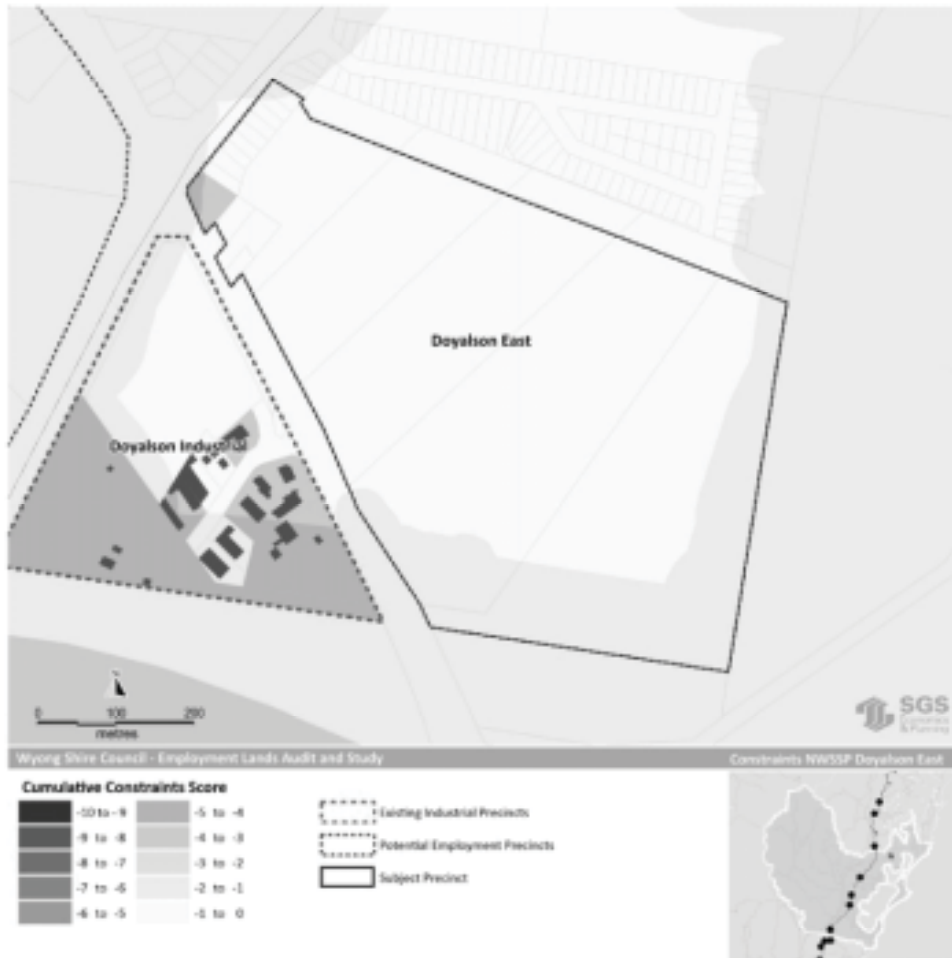 Doyalson East
Doyalson Industrial
0 100 200
metres
SGS
Economics
& Planning
Wyong Shire Council - Employment Lands Audit and Study
Constraints NWSSP Doyalson East
Cumulative Constraints Score
-10 to -9
-9 to -8
-8 to -7
-7 to -6
-6 to -5
-5 to -4
-4 to -3
-3 to -2
-2 to -1
-1 to 0
Existing Industrial Precincts
Potential Employment Precincts
Subject Precinct